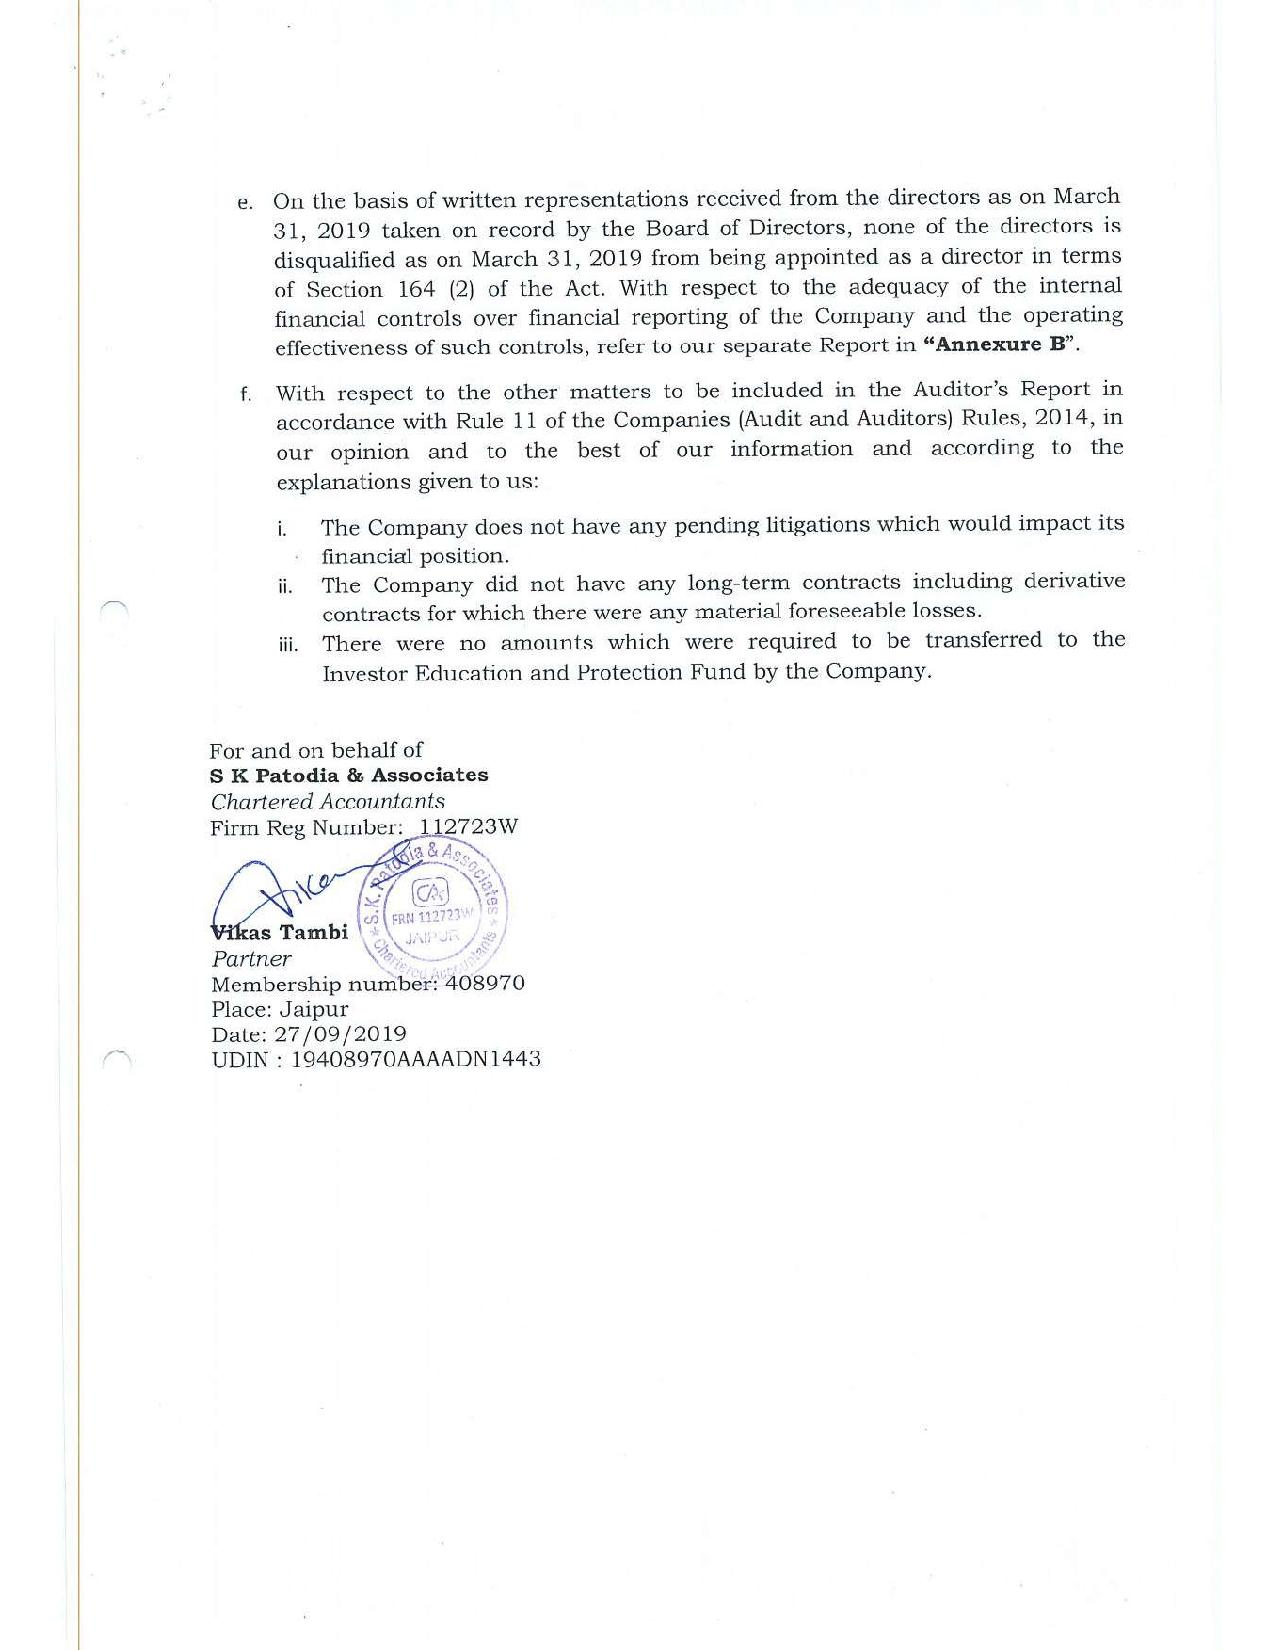 e. On the basis of written representations received from the directors as on March
31, 2019 taken on record by the Board of Directors, none of the directors is
disqualified as on March 31, 2019 from being appointed as a director in terms
of Section 164 (2) of the Act. With respect to the adequacy of the internal
financial controls over financial reporting of the Company and the operating
effectiveness of such controls, refer to our separate Report in “Annexure B”.
f. With respect to the other matters to be included in the Auditor’s Report in
accordance with Rule 11 of the Companies (Audit and Auditors) Rules, 2014, in
our opinion and to the best of our information and according to the
explanations given to us:
i. The Company does not have any pending litigations which would impact its
financial position.
ii. The Company did not have any long-term contracts including derivative
contracts for which there were any material foreseeable losses.
iii. There were no amounts which were required to be transferred to the
Investor Education and Protection Fund by the Company.
For and on behalf of
S K Patodia & Associates
Chartered Accountants
Firm Reg Number: 112723W
S.K. Patodia & Associates
CA
FRN 112723W
JAIPUR
Chartered Accountants
Vikas Tambi
Partner
Membership number: 408970
Place: Jaipur
Date: 27/09/2019
UDIN : 19408970AAAADN1443